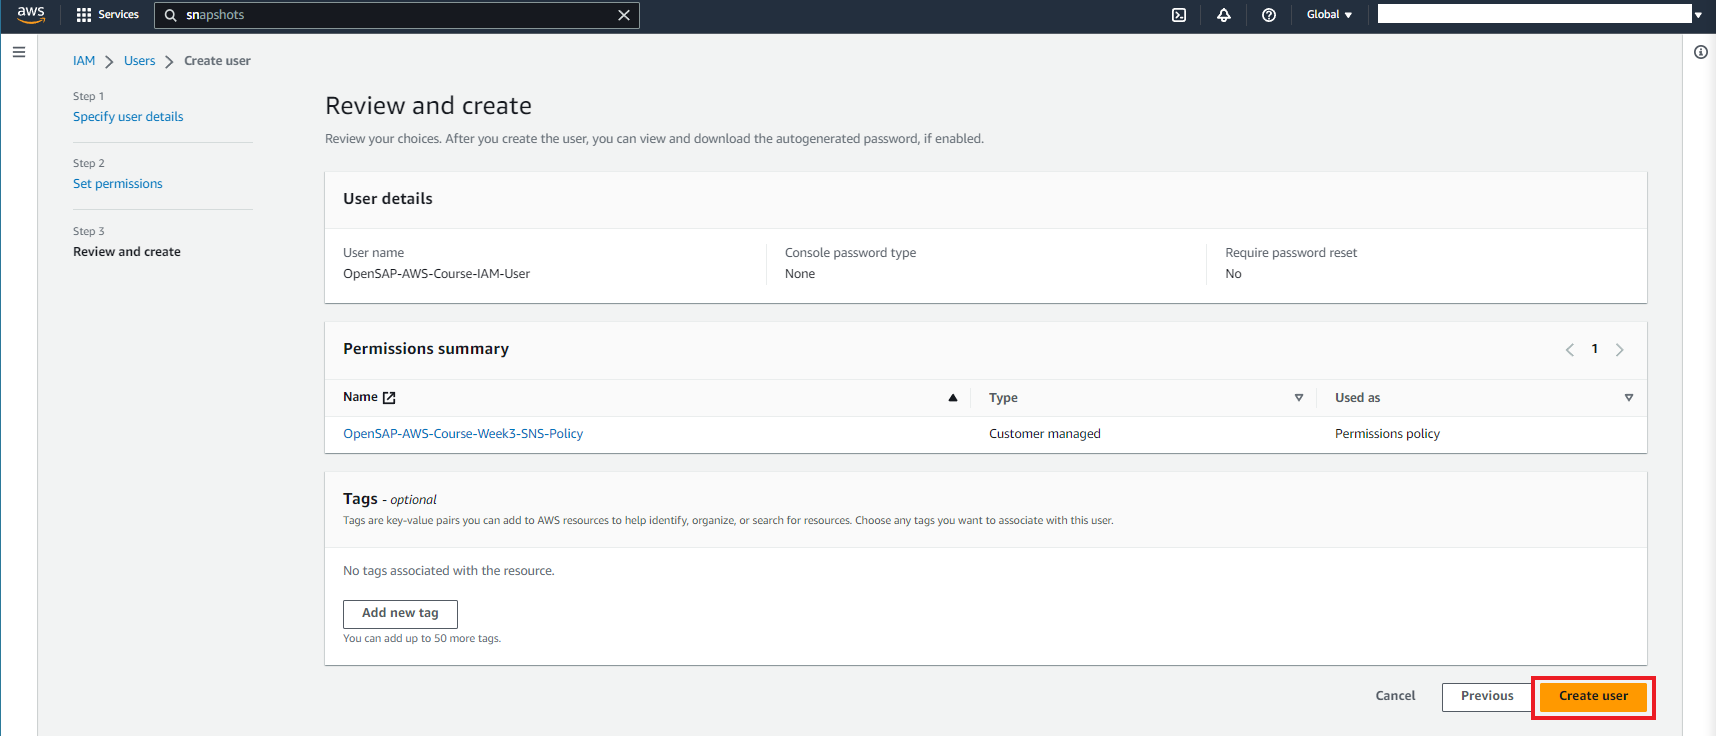 aws
Services
snapshots
Global
IAM > Users > Create user
Step 1
Specify user details
Step 2
Set permissions
Step 3
Review and create
Review and create
Review your choices. After you create the user, you can view and download the autogenerated password, if enabled.
User details
User name
OpenSAP-AWS-Course-IAM-User
Console password type
None
Require password reset
No
Permissions summary
1
Name
Type
Used as
OpenSAP-AWS-Course-Week3-SNS-Policy
Customer managed
Permissions policy
Tags - optional
Tags are key-value pairs you can add to AWS resources to help identify, organize, or search for resources. Choose any tags you want to associate with this user.
No tags associated with the resource.
Add new tag
You can add up to 50 more tags.
Cancel
Previous
Create user